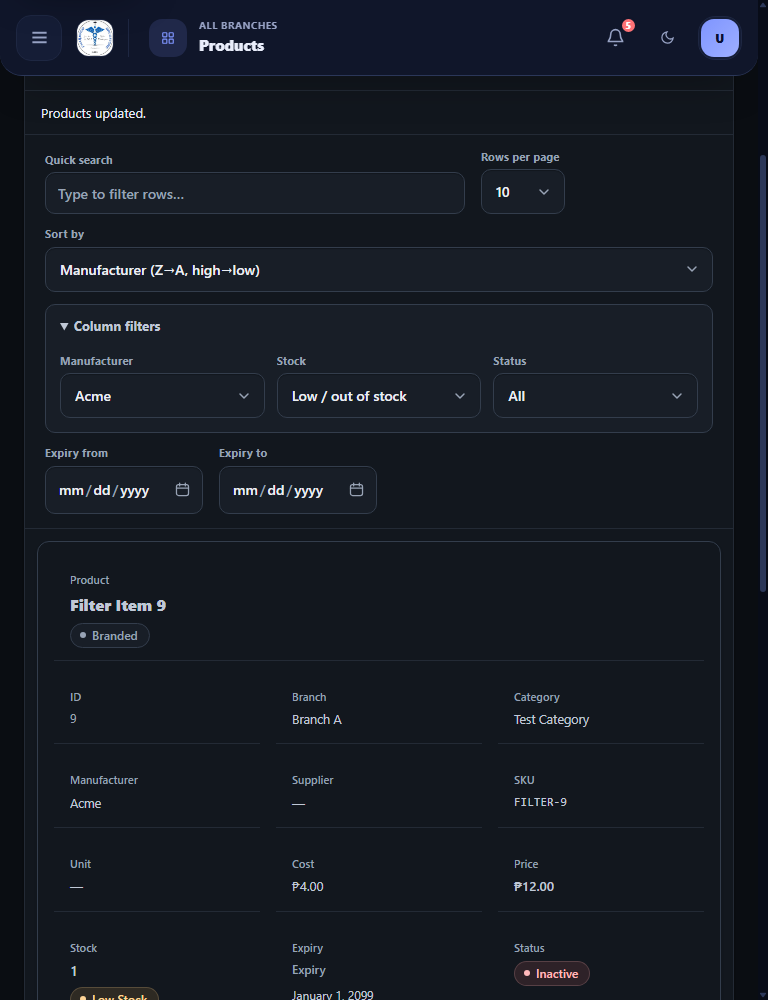 ALL BRANCHES
Products
5
U
Products updated.
Quick search
Rows per page
Type to filter rows...
10
Sort by
Manufacturer (Z→A, high→low)
▼ Column filters
Manufacturer
Stock
Status
Acme
Low / out of stock
All
Expiry from
Expiry to
mm/dd/yyyy
mm/dd/yyyy
Product
Filter Item 9
Branded
ID
Branch
Category
9
Branch A
Test Category
Manufacturer
Supplier
SKU
Acme
—
FILTER-9
Unit
Cost
Price
—
₱4.00
₱12.00
Stock
Expiry
Status
1
Expiry
Inactive
Low Stock
January 1, 2099